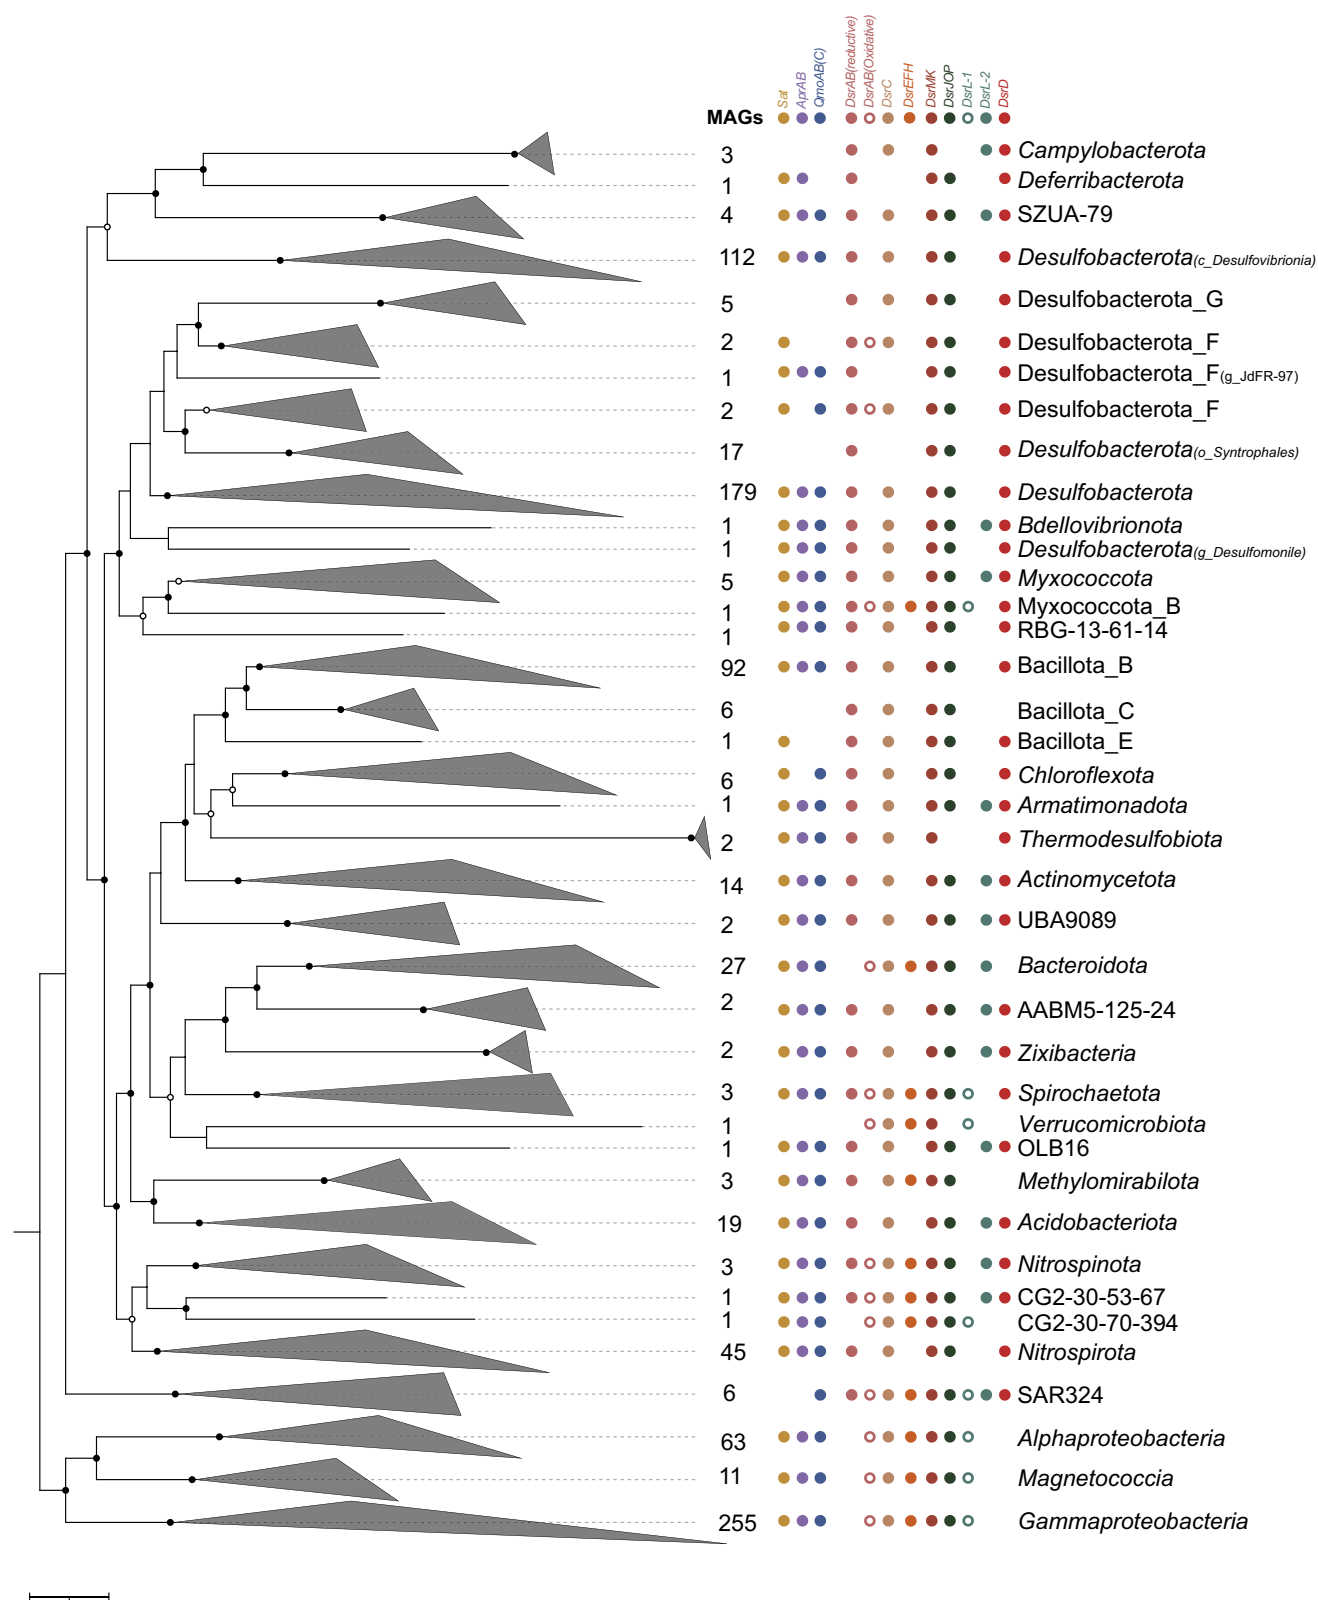 Sat AprAB QmoAB(C) DsrAB(reductive) DsrAB(Oxidative) DsrC DsrEFH DsrMK DsrJOP DsrL-1 DsrL-2 DsrD
MAGs
3 Campylobacterota
1 Deferribacterota
4 SZUA-79
112 Desulfobacterota(c_Desulfovibrionia)
5 Desulfobacterota_G
2 Desulfobacterota_F
1 Desulfobacterota_F(g_JdFR-97)
2 Desulfobacterota_F
17 Desulfobacterota(o_Syntrophales)
179 Desulfobacterota
1 Bdellovibrionota
1 Desulfobacterota(g_Desulfomonile)
5 Myxococcota
1 Myxococcota_B
1 RBG-13-61-14
92 Bacillota_B
6 Bacillota_C
1 Bacillota_E
6 Chloroflexota
1 Armatimonadota
2 Thermodesulfobiota
14 Actinomycetota
2 UBA9089
27 Bacteroidota
2 AABM5-125-24
2 Zixibacteria
3 Spirochaetota
1 Verrucomicrobiota
1 OLB16
3 Methylomirabilota
19 Acidobacteriota
3 Nitrospinota
1 CG2-30-53-67
1 CG2-30-70-394
45 Nitrospirota
6 SAR324
63 Alphaproteobacteria
11 Magnetococcia
255 Gammaproteobacteria